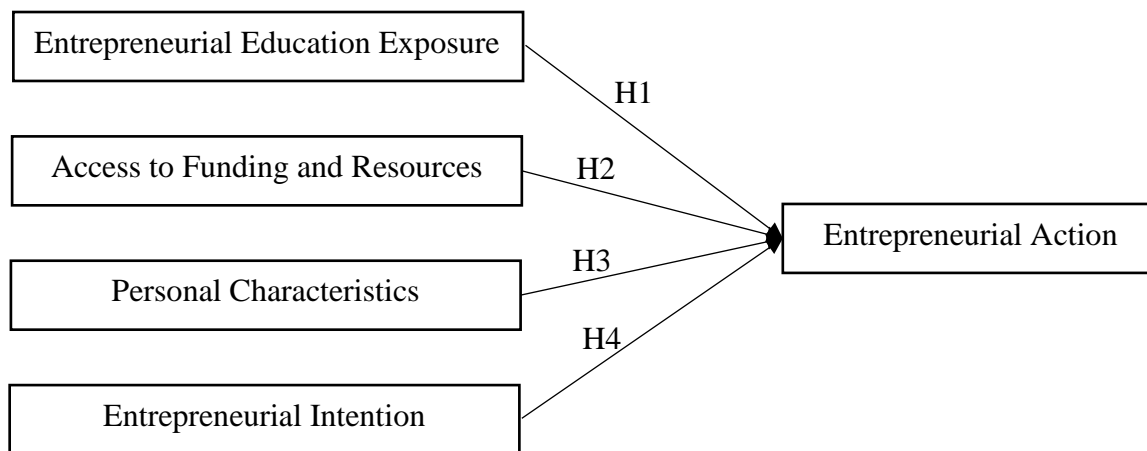 Entrepreneurial Education Exposure
H1
Access to Funding and Resources
H2
Entrepreneurial Action
Personal Characteristics
H3
H4
Entrepreneurial Intention